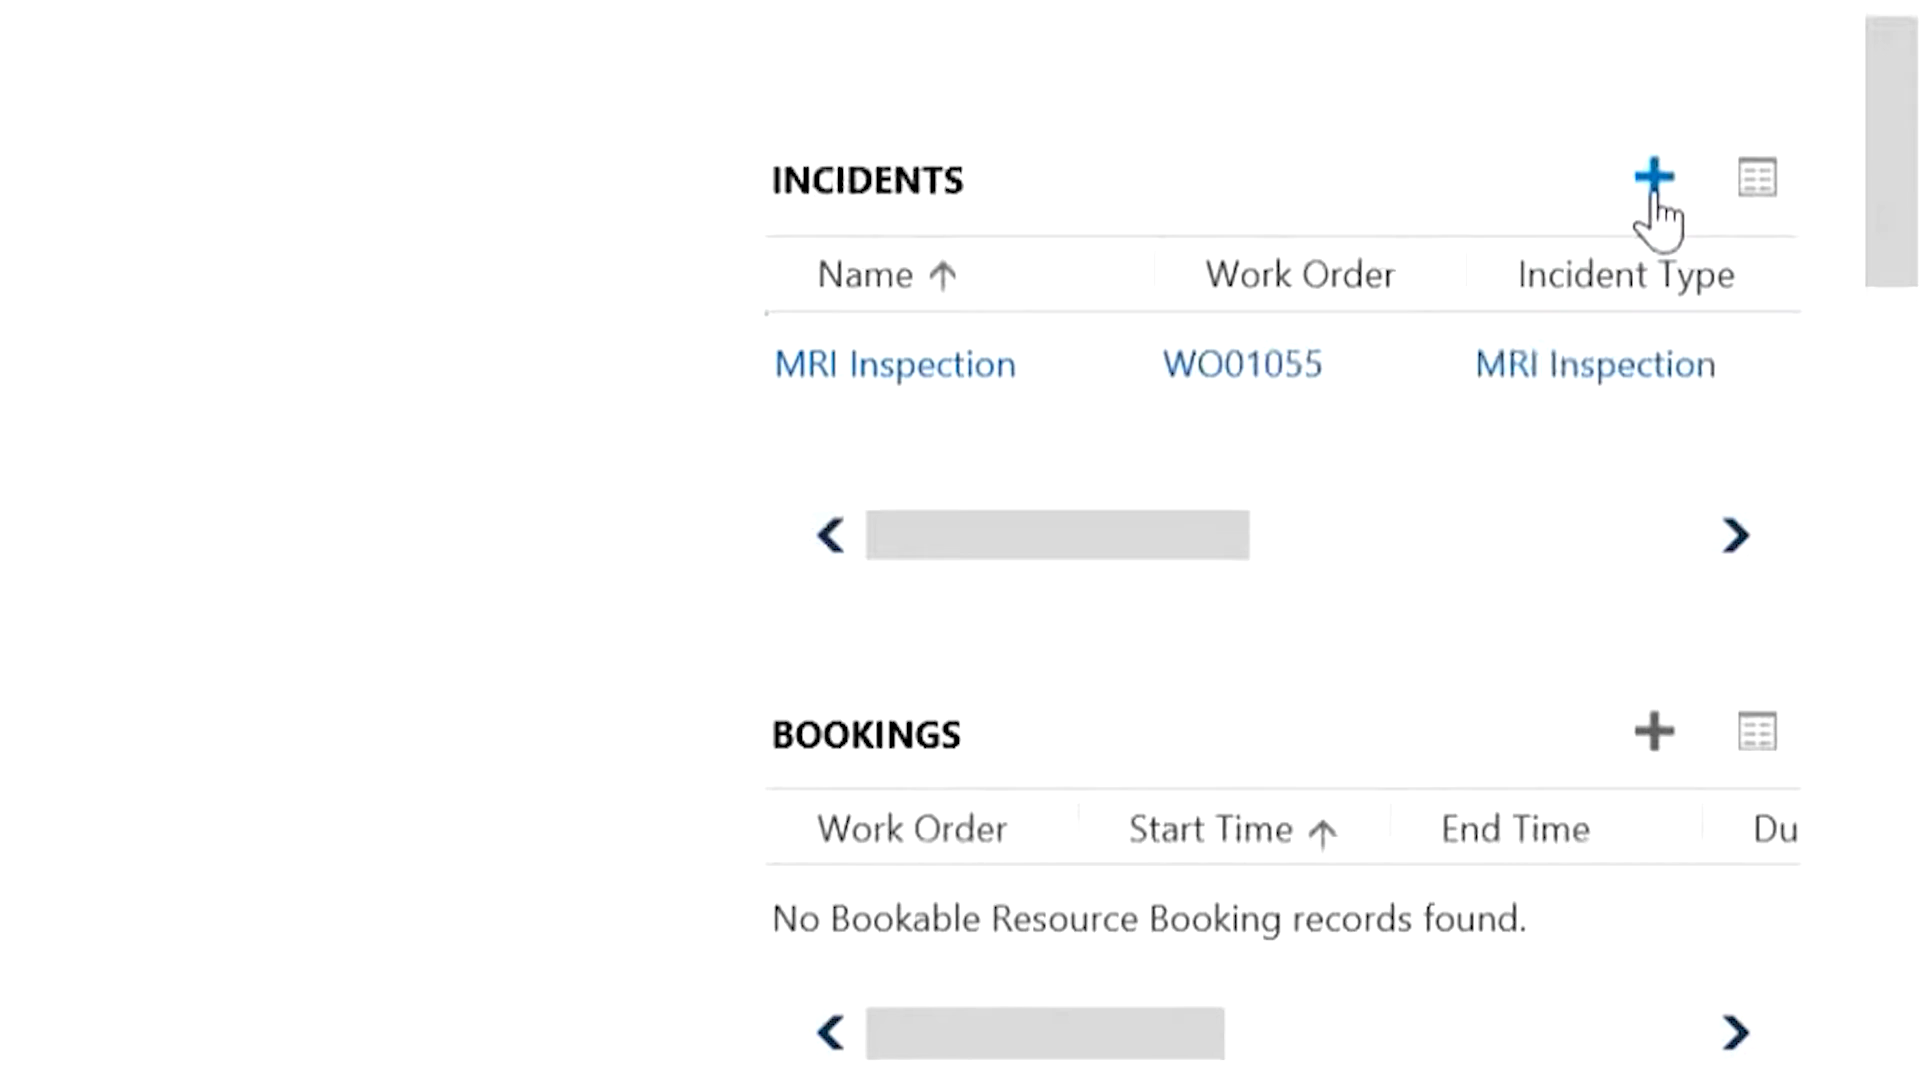 INCIDENTS
Name Work Order Incident Type
MRI Inspection WO01055 MRI Inspection
BOOKINGS
Work Order Start Time End Time Du
No Bookable Resource Booking records found.